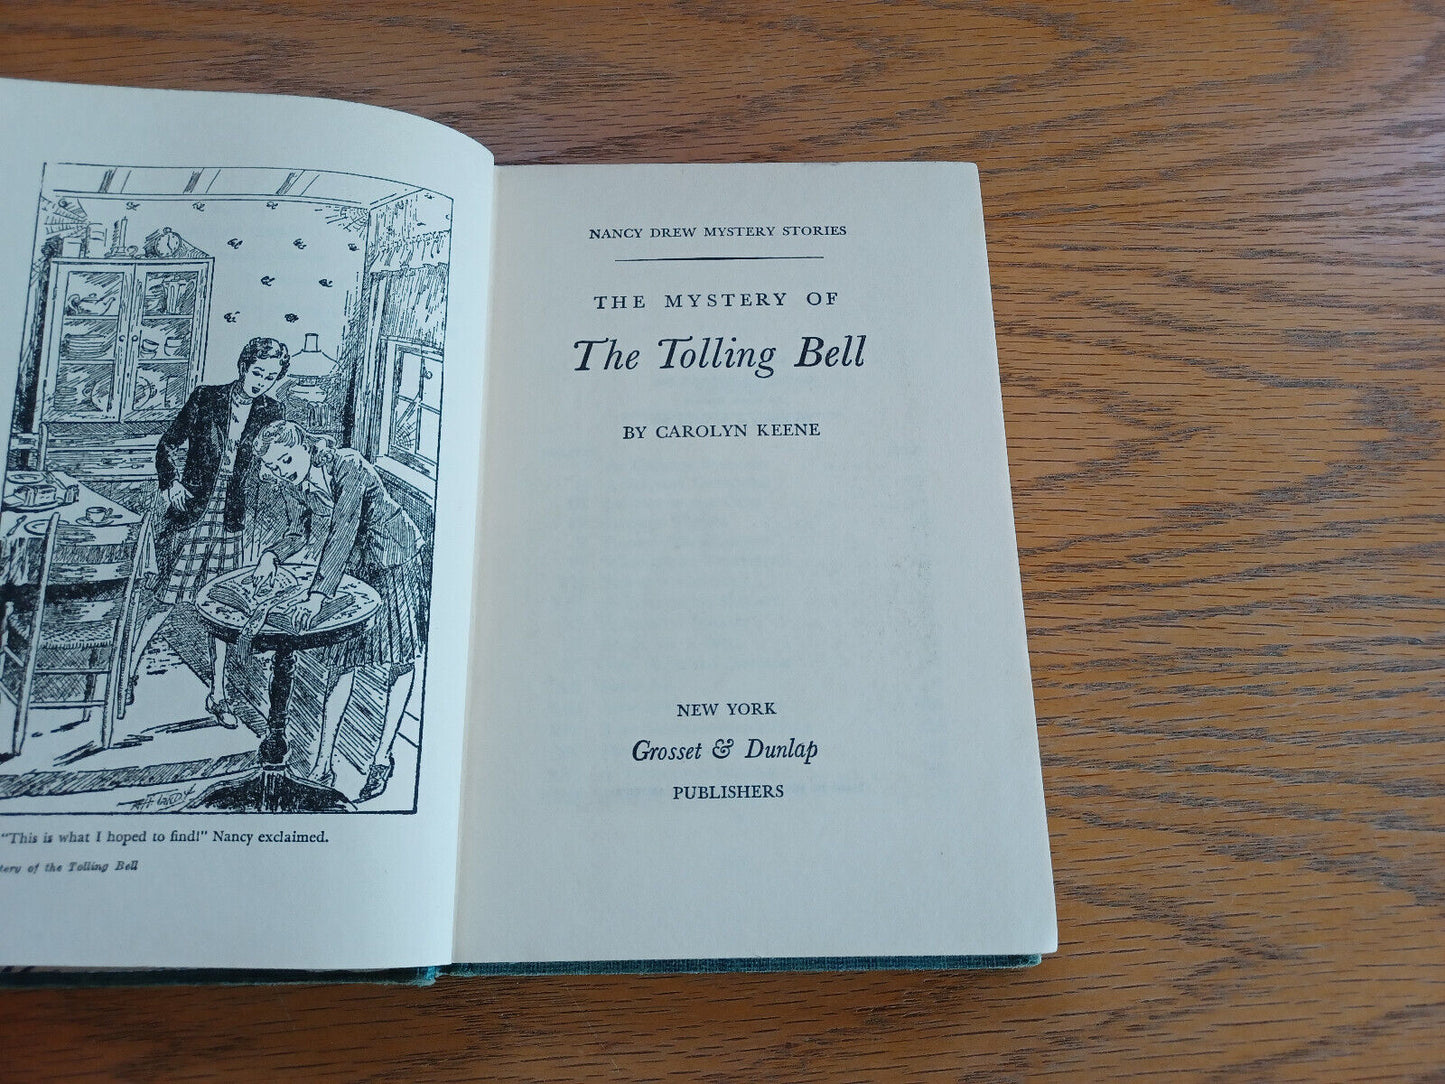 "This is what I hoped to find!" Nancy exclaimed.
tery of the Tolling Bell
NANCY DREW MYSTERY STORIES
THE MYSTERY OF
The Tolling Bell
BY CAROLYN KEENE
NEW YORK
Grosset & Dunlap
PUBLISHERS